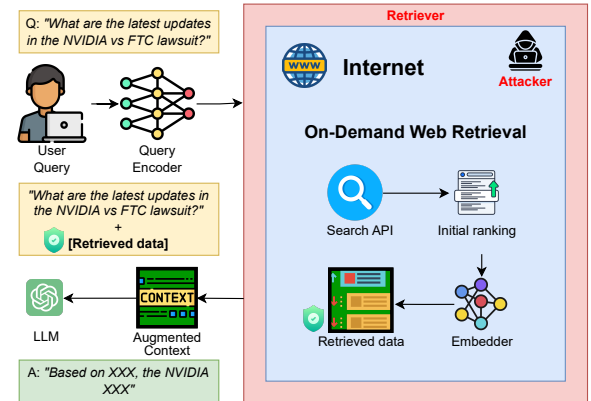 Q: "What are the latest updates
in the NVIDIA vs FTC lawsuit?"
User
Query
Query
Encoder
"What are the latest updates in
the NVIDIA vs FTC lawsuit?"
+
[Retrieved data]
CONTEXT
LLM
Augmented
Context
A: "Based on XXX, the NVIDIA
XXX"
Retriever
WWW
Internet
Attacker
On-Demand Web Retrieval
Search API
Initial ranking
Retrieved data
Embedder